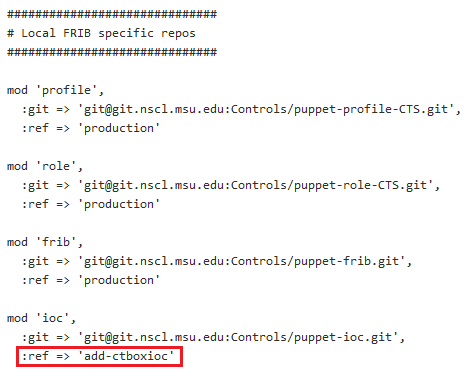 ##############################
# Local FRIB specific repos
##############################
mod 'profile',
:git => 'git@git.nscl.msu.edu:Controls/puppet-profile-CTS.git',
:ref => 'production'
mod 'role',
:git => 'git@git.nscl.msu.edu:Controls/puppet-role-CTS.git',
:ref => 'production'
mod 'frib',
:git => 'git@git.nscl.msu.edu:Controls/puppet-frib.git',
:ref => 'production'
mod 'ioc',
:git => 'git@git.nscl.msu.edu:Controls/puppet-ioc.git',
:ref => 'add-ctboxioc'